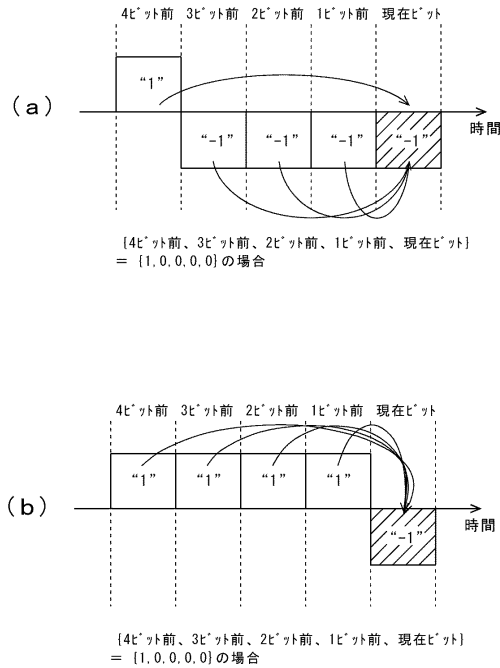 4ビット前 3ビット前 2ビット前 1ビット前 現在ビット
(a)
“1”
“-1” “-1” “-1” “-1”
時間
{4ビット前、3ビット前、2ビット前、1ビット前、現在ビット}
= {1,0,0,0,0}の場合
4ビット前 3ビット前 2ビット前 1ビット前 現在ビット
(b)
“1” “1” “1” “1”
時間
“-1”
{4ビット前、3ビット前、2ビット前、1ビット前、現在ビット}
= {1,0,0,0,0}の場合